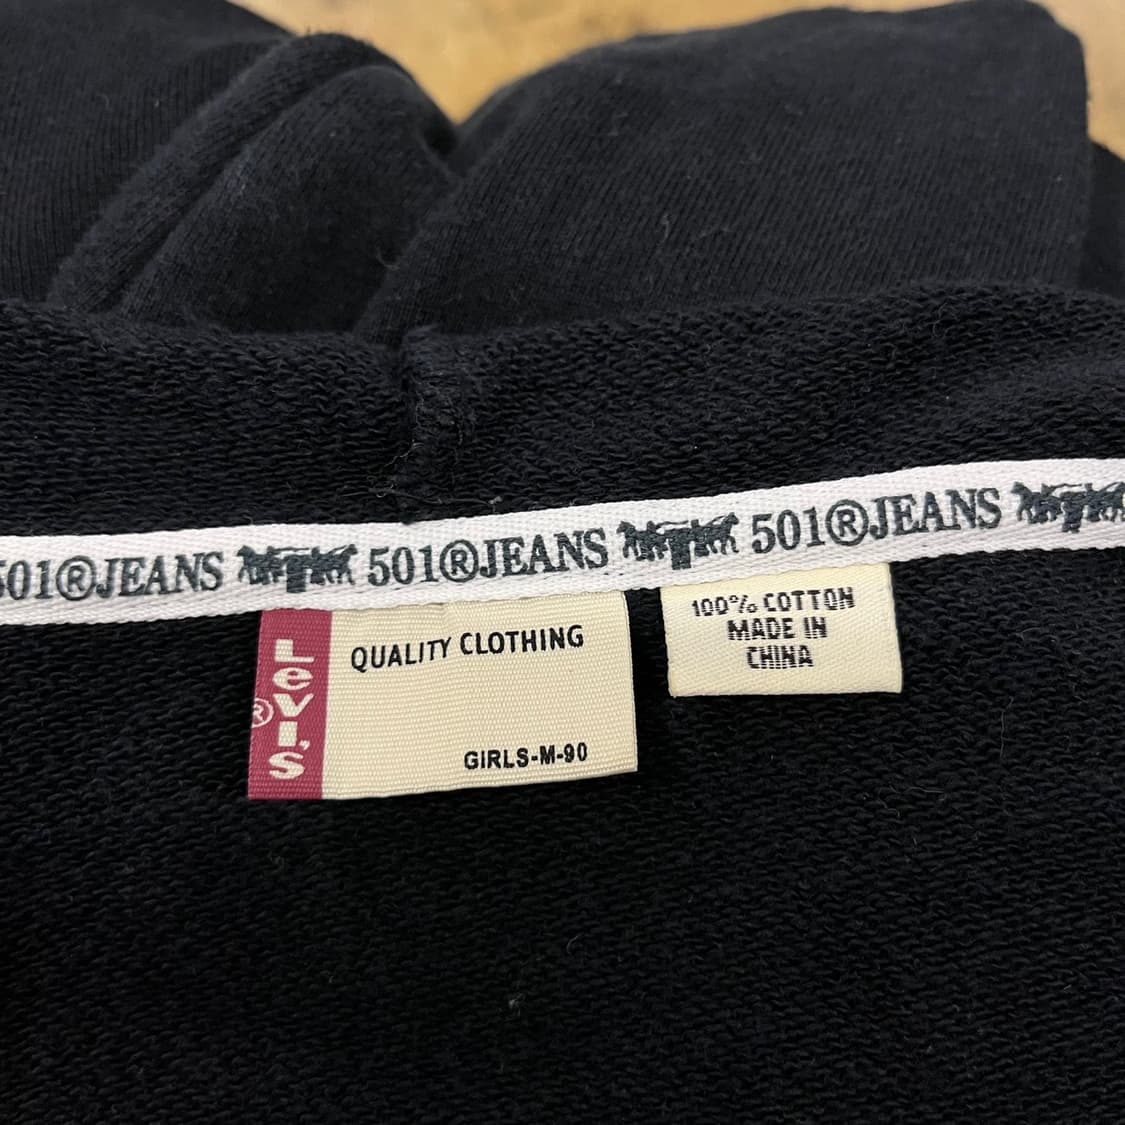 501®JEANS 501®JEANS 501®JEANS
LEVI'S®
QUALITY CLOTHING
GIRLS-M-90
100% COTTON
MADE IN
CHINA